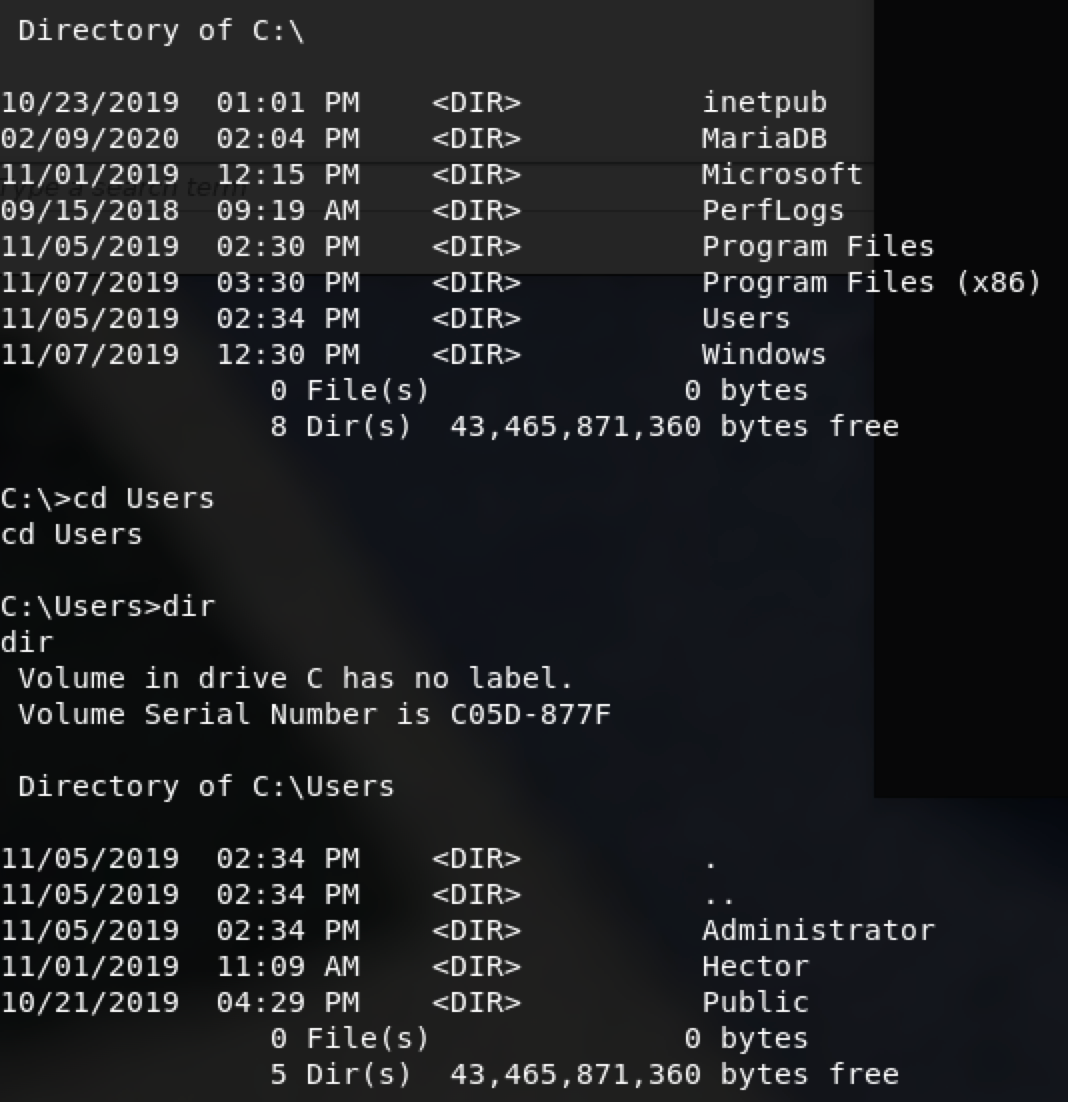 Directory of C:\
10/23/2019  01:01 PM    <DIR>          inetpub
02/09/2020  02:04 PM    <DIR>          MariaDB
11/01/2019  12:15 PM    <DIR>          Microsoft
Type a search term
09/15/2018  09:19 AM    <DIR>          PerfLogs
11/05/2019  02:30 PM    <DIR>          Program Files
11/07/2019  03:30 PM    <DIR>          Program Files (x86)
11/05/2019  02:34 PM    <DIR>          Users
11/07/2019  12:30 PM    <DIR>          Windows
               0 File(s)              0 bytes
               8 Dir(s)  43,465,871,360 bytes free
C:\>cd Users
cd Users
C:\Users>dir
dir
 Volume in drive C has no label.
 Volume Serial Number is C05D-877F
 Directory of C:\Users
11/05/2019  02:34 PM    <DIR>          .
11/05/2019  02:34 PM    <DIR>          ..
11/05/2019  02:34 PM    <DIR>          Administrator
11/01/2019  11:09 AM    <DIR>          Hector
10/21/2019  04:29 PM    <DIR>          Public
               0 File(s)              0 bytes
               5 Dir(s)  43,465,871,360 bytes free